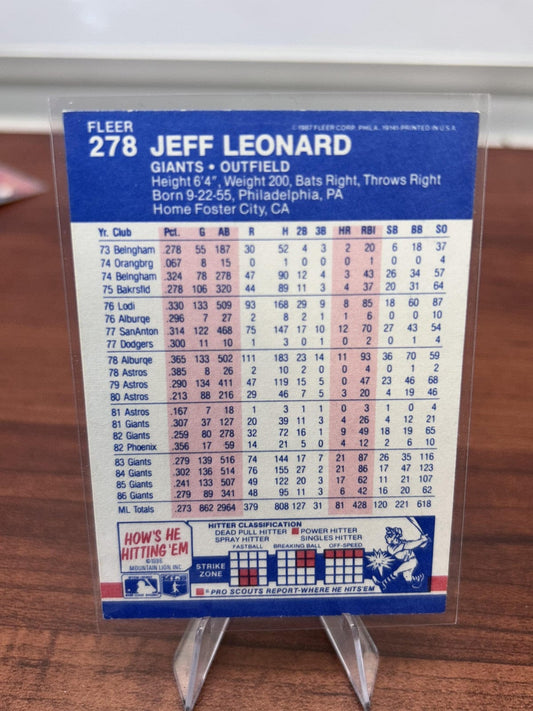 FLEER
278 JEFF LEONARD
© 1987 FLEER CORP., PHILA. 19141-PRINTED IN U.S.A.
GIANTS • OUTFIELD
Height 6'4", Weight 200, Bats Right, Throws Right
Born 9-22-55, Philadelphia, PA
Home Foster City, CA
Yr. Club Pct. G AB R H 2B 3B HR RBI SB BB SO
73 Belngham .278 55 187 30 52 4 3 2 20 6 18 37
74 Orangbrg .067 8 15 0 1 0 0 0 0 0 0 4
74 Belngham .324 78 278 47 90 12 4 3 43 26 34 57
75 Bakrsfld .278 106 320 44 89 11 3 4 37 20 31 64
76 Lodi .330 133 509 93 168 29 9 8 85 18 60 87
76 Alburqe .296 7 27 2 8 2 0 1 6 0 0 10
77 SanAnton .314 122 468 75 147 17 10 12 70 27 43 54
77 Dodgers .300 11 10 1 3 0 1 0 2 0 1 4
78 Alburqe .365 133 502 111 183 23 14 11 93 36 70 59
78 Astros .385 8 26 2 10 2 0 0 4 0 1 2
79 Astros .290 134 411 47 119 15 5 0 47 23 46 68
80 Astros .213 88 216 29 46 7 5 3 20 4 19 46
81 Astros .167 7 18 1 3 1 1 0 3 1 0 4
81 Giants .307 37 127 20 39 11 3 4 26 4 12 21
82 Giants .259 80 278 32 72 16 1 9 49 18 19 65
82 Phoenix .356 17 59 14 21 5 0 4 12 2 6 10
83 Giants .279 139 516 74 144 17 7 21 87 26 35 116
84 Giants .302 136 514 76 155 27 2 21 86 17 47 123
85 Giants .241 133 507 49 122 20 3 17 62 11 21 107
86 Giants .279 89 341 48 95 11 3 6 42 16 20 62
ML Totals .273 862 2964 379 808 127 31 81 428 120 221 618
HOW'S HE
HITTING 'EM
© 1986
MOUNTAIN LION, INC.
HITTER CLASSIFICATION
DEAD PULL HITTER POWER HITTER
SPRAY HITTER SINGLES HITTER
FASTBALL BREAKING BALL OFF-SPEED
STRIKE
ZONE
= PRO SCOUTS REPORT-WHERE HE HITS'EM